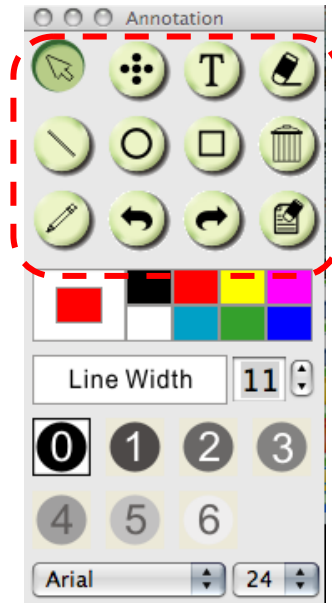 Annotation
T
Line Width 11
0 1 2 3
4 5 6
Arial 24